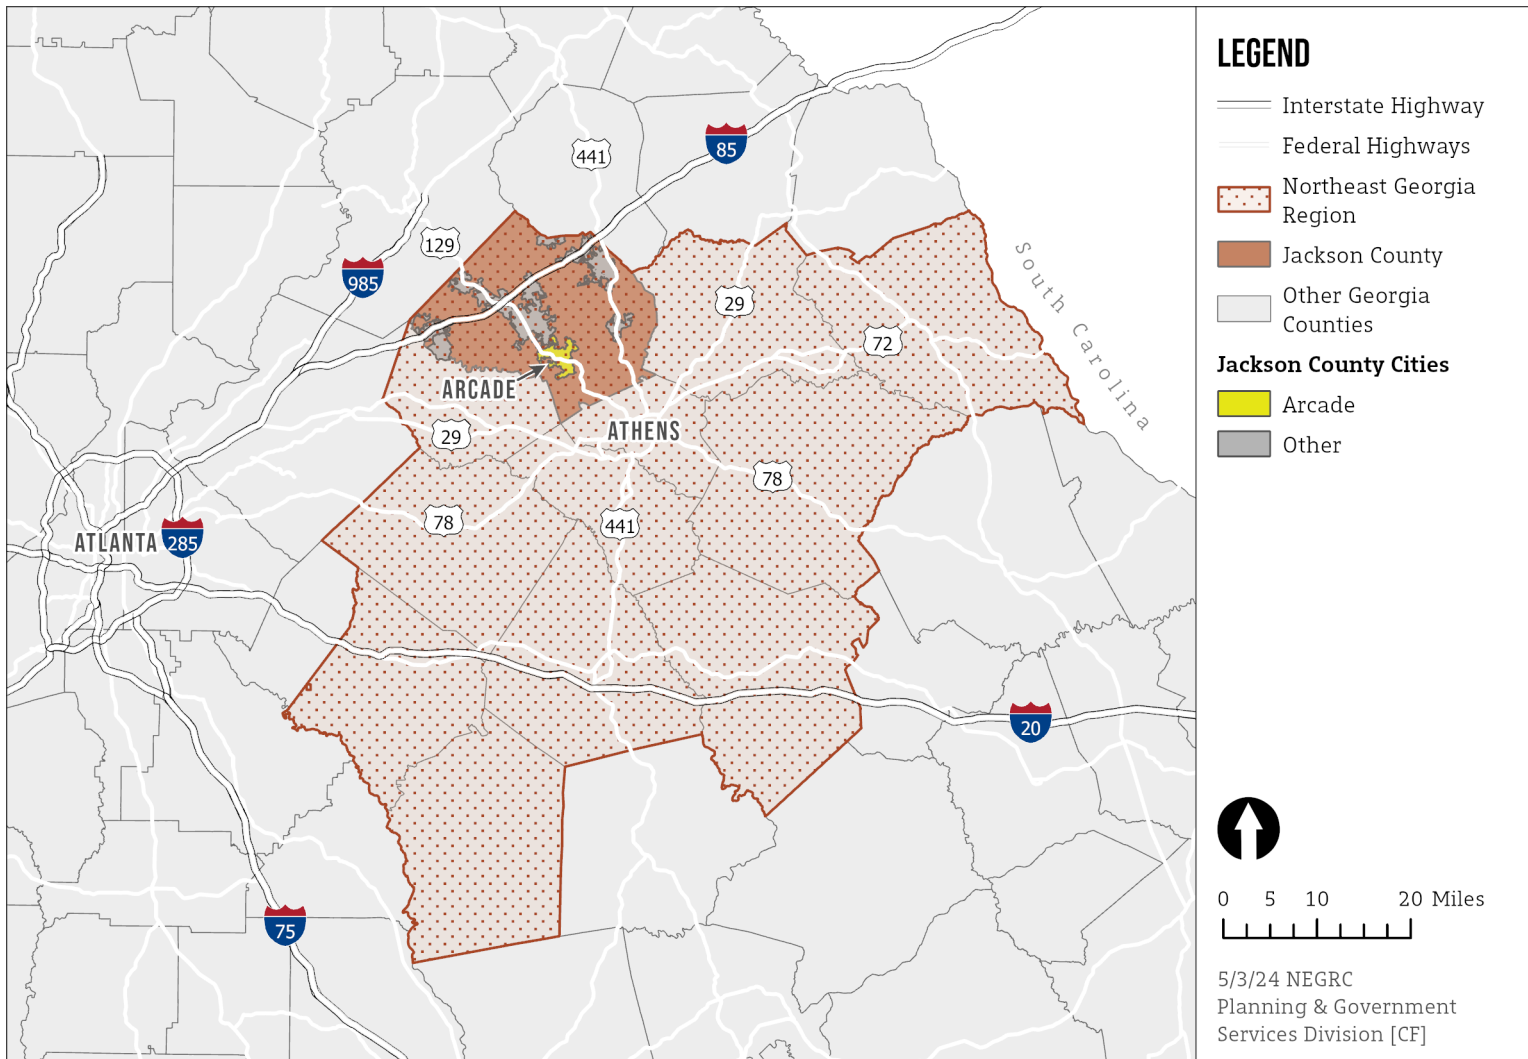 LEGEND
Interstate Highway
Federal Highways
Northeast Georgia
Region
Jackson County
Other Georgia
Counties
Jackson County Cities
Arcade
Other
0 5 10 20 Miles
5/3/24 NEGRC
Planning & Government
Services Division [CF]
85
441
129
985
29
72
South Carolina
ARCADE
ATHENS
29
78
78
441
ATLANTA
285
20
75